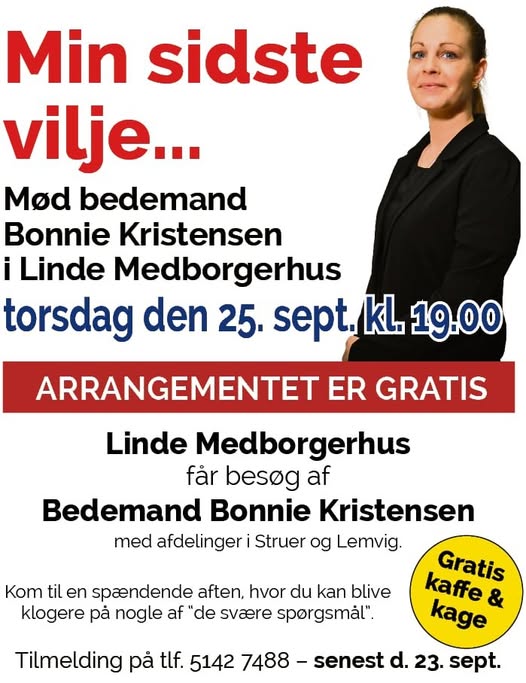 Min sidste
vilje...
Mød bedemand
Bonnie Kristensen
i Linde Medborgerhus
torsdag den 25. sept. kl. 19.00
ARRANGEMENTET ER GRATIS
Linde Medborgerhus
får besøg af
Bedemand Bonnie Kristensen
med afdelinger i Struer og Lemvig.
Gratis
kaffe &
kage
Kom til en spændende aften, hvor du kan blive
klogere på nogle af “de svære spørgsmål”.
Tilmelding på tlf. 5142 7488 – senest d. 23. sept.